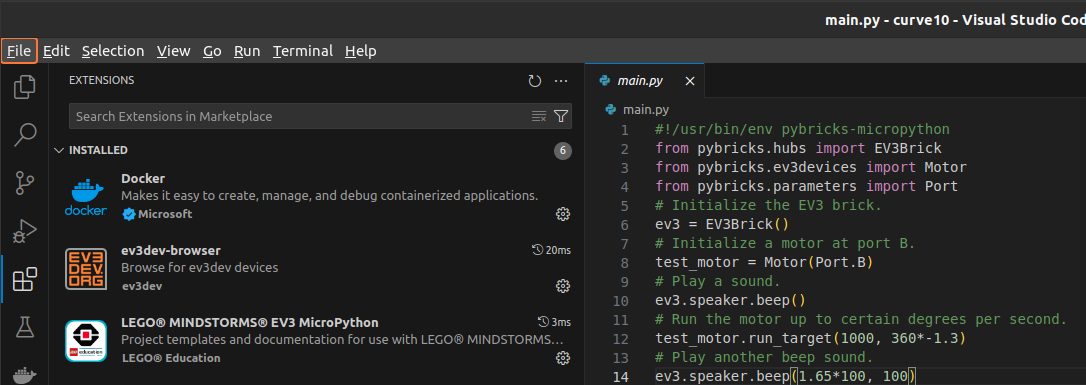 main.py - curve10 - Visual Studio Cod
File Edit Selection View Go Run Terminal Help
EXTENSIONS
Search Extensions in Marketplace
INSTALLED 6
Docker
Makes it easy to create, manage, and debug containerized applications.
Microsoft
docker
ev3dev-browser 20ms
Browse for ev3dev devices
ev3dev
EV3
DEV
.ORG
LEGO® MINDSTORMS® EV3 MicroPython 3ms
Project templates and documentation for use with LEGO® MINDSTORMS...
LEGO® Education
education
main.py
main.py
1 #!/usr/bin/env pybricks-micropython
2 from pybricks.hubs import EV3Brick
3 from pybricks.ev3devices import Motor
4 from pybricks.parameters import Port
5 # Initialize the EV3 brick.
6 ev3 = EV3Brick()
7 # Initialize a motor at port B.
8 test_motor = Motor(Port.B)
9 # Play a sound.
10 ev3.speaker.beep()
11 # Run the motor up to certain degrees per second.
12 test_motor.run_target(1000, 360*-1.3)
13 # Play another beep sound.
14 ev3.speaker.beep(1.65*100, 100)